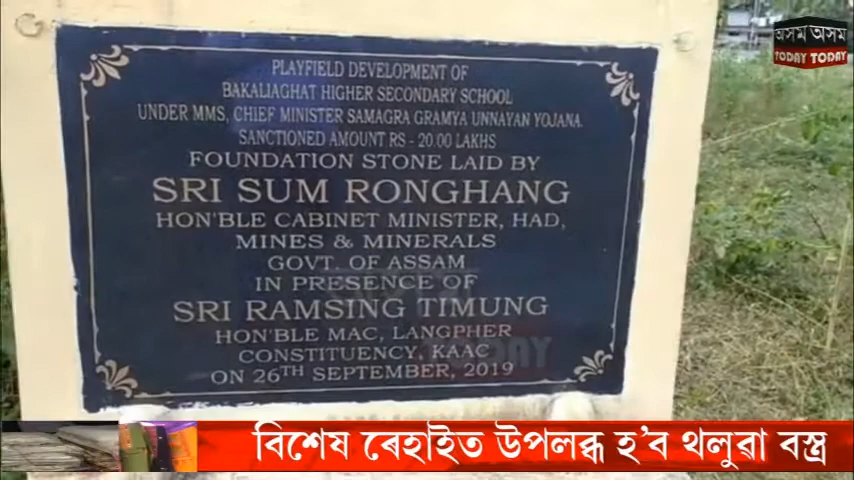 অসম অসম
TODAY TODAY
PLAYFIELD DEVELOPMENT OF
BAKALIAGHAT HIGHER SECONDARY SCHOOL
UNDER MMS, CHIEF MINISTER SAMAGRA GRAMYA UNNAYAN YOJANA
SANCTIONED AMOUNT RS - 20.00 LAKHS
FOUNDATION STONE LAID BY
SRI SUM RONGHANG
HON'BLE CABINET MINISTER, HAD,
MINES & MINERALS
GOVT. OF ASSAM
IN PRESENCE OF
SRI RAMSING TIMUNG
HON'BLE MAC, LANGPHER
CONSTITUENCY, KAAC
ON 26TH SEPTEMBER, 2019
বিশেষ ৰেহাইত উপলব্ধ হ'ব থলুৱা বস্ত্ৰ